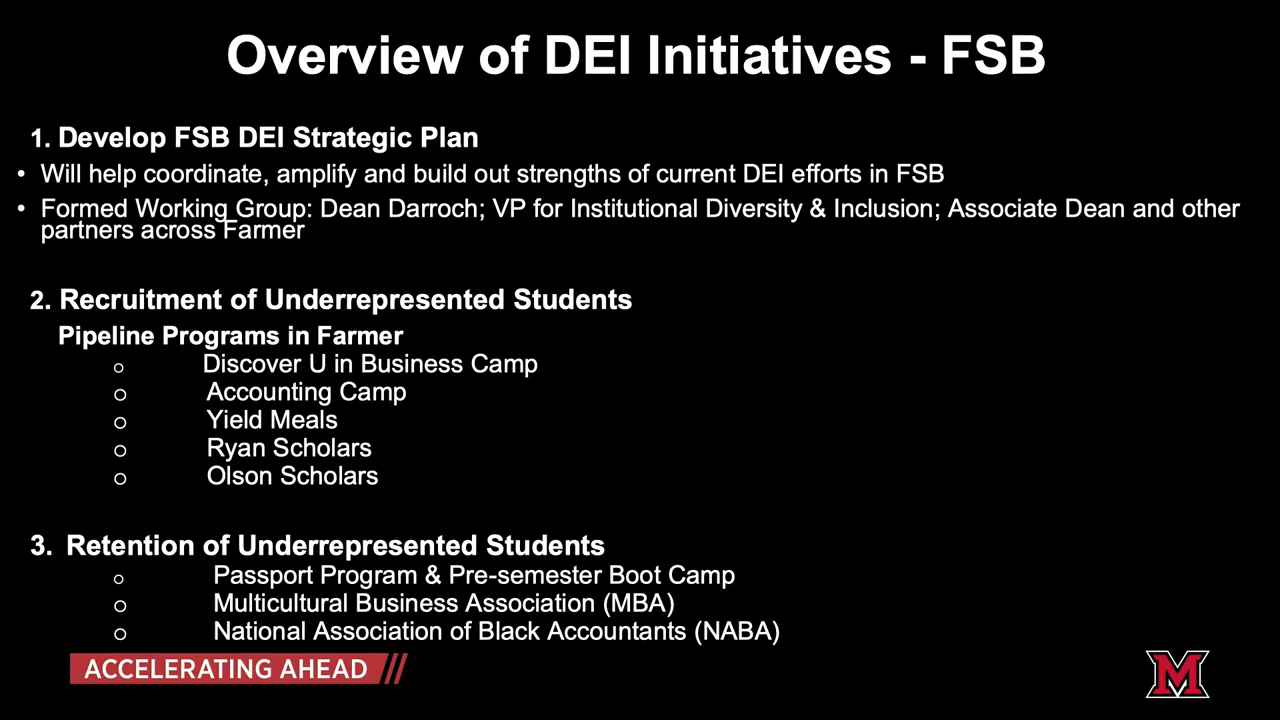 Overview of DEI Initiatives - FSB
1. Develop FSB DEI Strategic Plan
• Will help coordinate, amplify and build out strengths of current DEI efforts in FSB
• Formed Working Group: Dean Darroch; VP for Institutional Diversity & Inclusion; Associate Dean and other
partners across Farmer
2. Recruitment of Underrepresented Students
Pipeline Programs in Farmer
○ Discover U in Business Camp
○ Accounting Camp
○ Yield Meals
○ Ryan Scholars
○ Olson Scholars
3. Retention of Underrepresented Students
○ Passport Program & Pre-semester Boot Camp
○ Multicultural Business Association (MBA)
○ National Association of Black Accountants (NABA)
ACCELERATING AHEAD
M